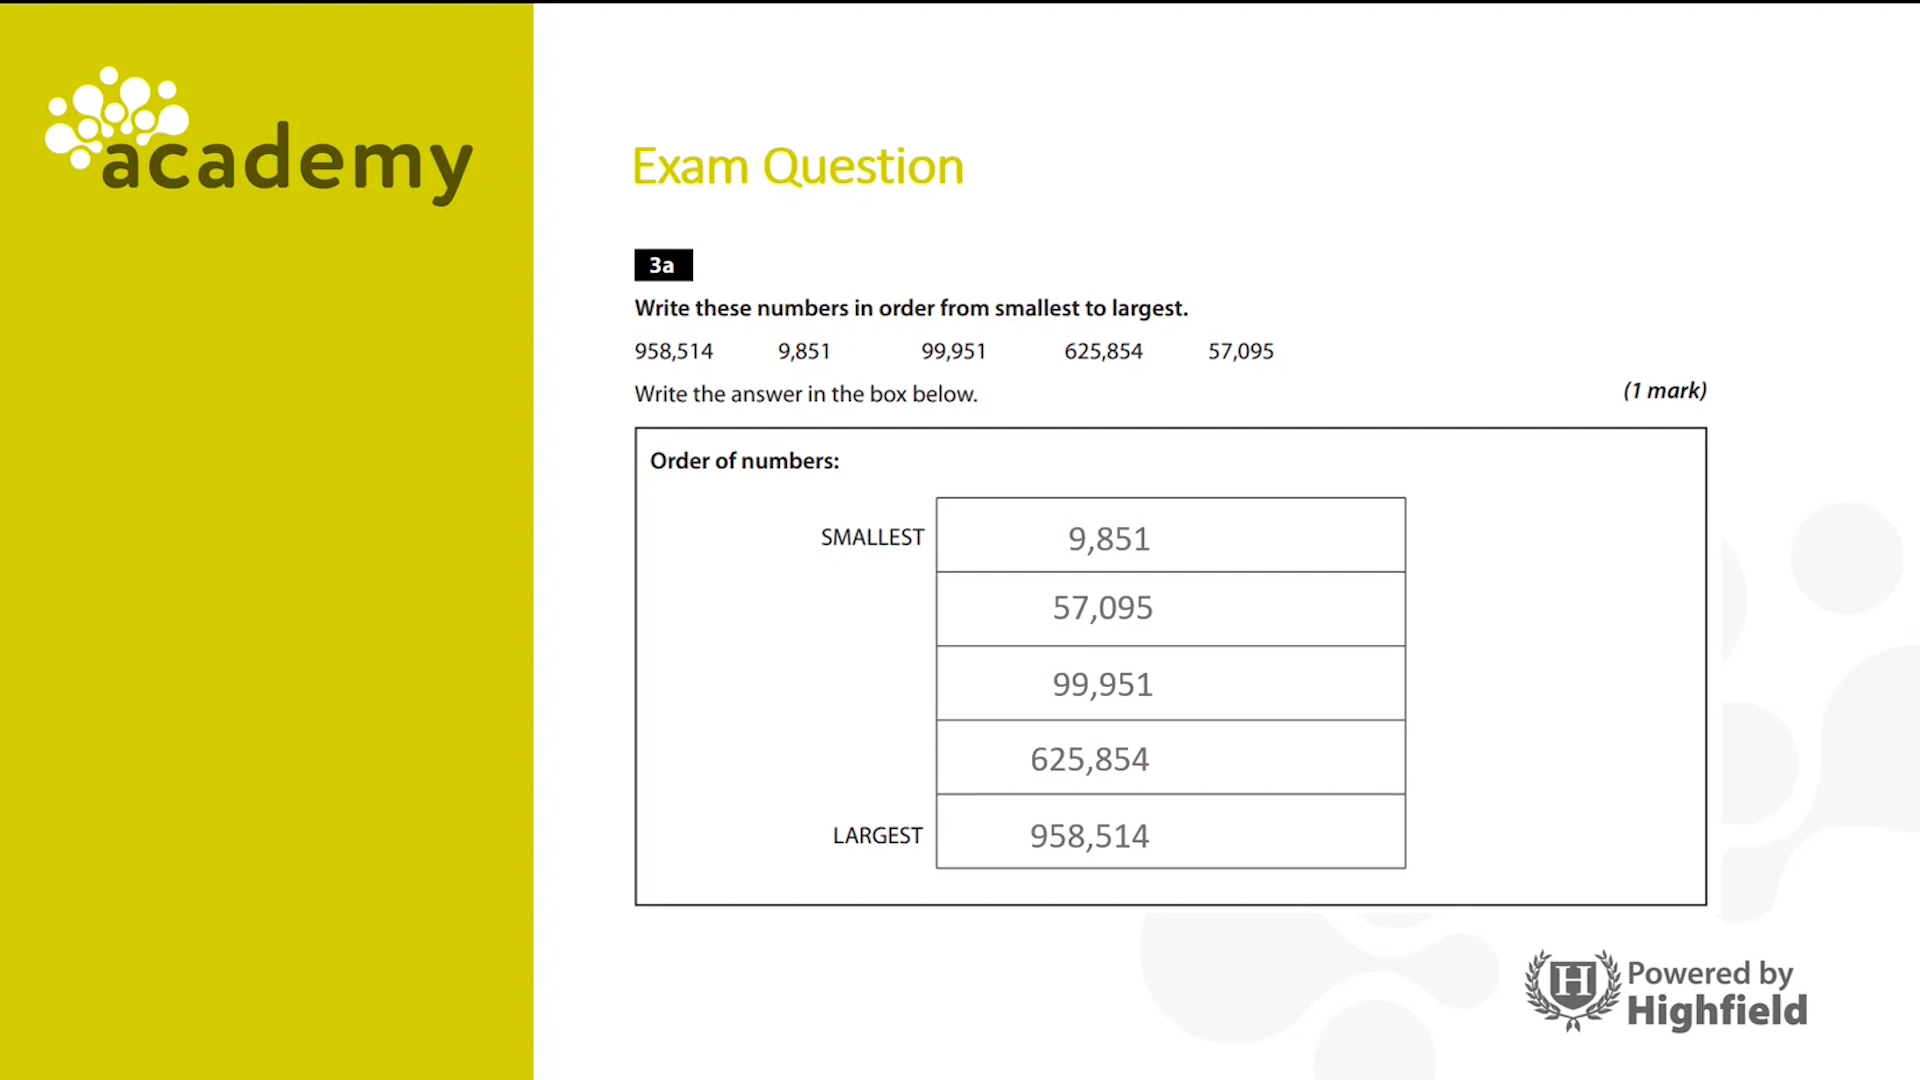 academy
Exam Question
3a
Write these numbers in order from smallest to largest.
958,514 9,851 99,951 625,854 57,095
Write the answer in the box below.
(1 mark)
Order of numbers:
SMALLEST 9,851
57,095
99,951
625,854
LARGEST 958,514
H
Powered by
Highfield